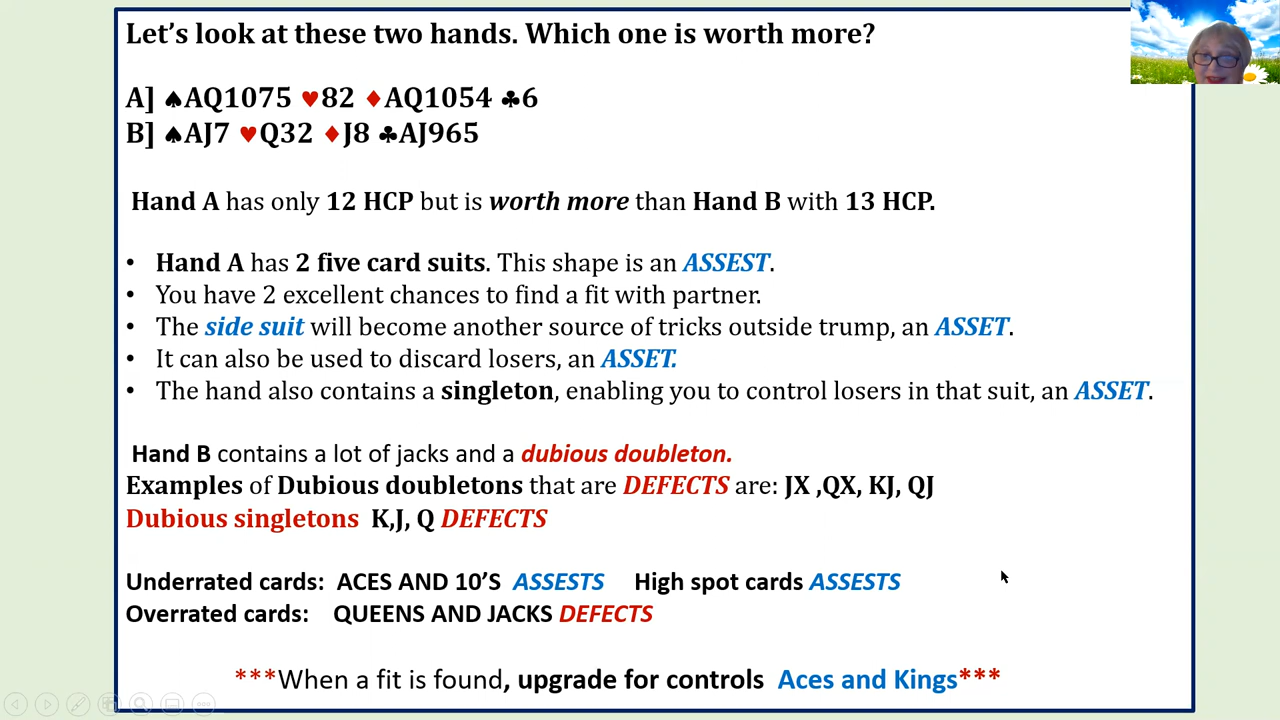 Let's look at these two hands. Which one is worth more?
A] ♠AQ1075 ♥82 ♦AQ1054 ♣6
B] ♠AJ7 ♥Q32 ♦J8 ♣AJ965
Hand A has only 12 HCP but is worth more than Hand B with 13 HCP.
• Hand A has 2 five card suits. This shape is an ASSEST.
• You have 2 excellent chances to find a fit with partner.
• The side suit will become another source of tricks outside trump, an ASSET.
• It can also be used to discard losers, an ASSET.
• The hand also contains a singleton, enabling you to control losers in that suit, an ASSET.
Hand B contains a lot of jacks and a dubious doubleton.
Examples of Dubious doubletons that are DEFECTS are: JX ,QX, KJ, QJ
Dubious singletons K,J, Q DEFECTS
Underrated cards: ACES AND 10'S ASSESTS High spot cards ASSESTS
Overrated cards: QUEENS AND JACKS DEFECTS
***When a fit is found, upgrade for controls Aces and Kings***